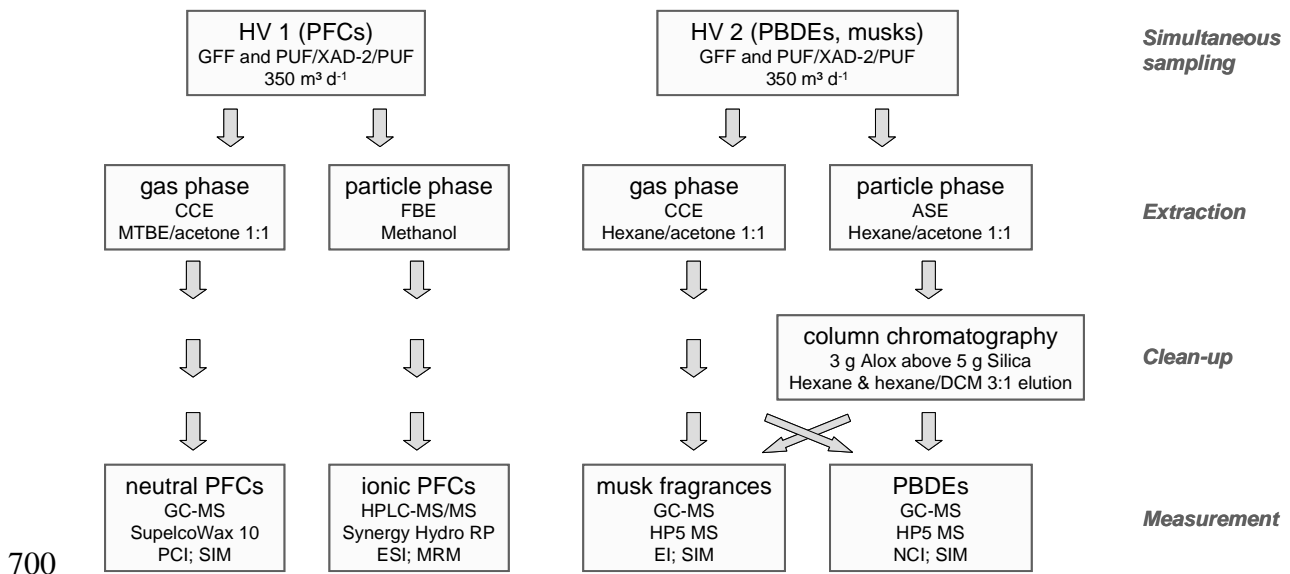 HV 1 (PFCs)
GFF and PUF/XAD-2/PUF
350 m³ d⁻¹
HV 2 (PBDEs, musks)
GFF and PUF/XAD-2/PUF
350 m³ d⁻¹
Simultaneous
sampling
gas phase
CCE
MTBE/acetone 1:1
particle phase
FBE
Methanol
gas phase
CCE
Hexane/acetone 1:1
particle phase
ASE
Hexane/acetone 1:1
Extraction
column chromatography
3 g Alox above 5 g Silica
Hexane & hexane/DCM 3:1 elution
Clean-up
neutral PFCs
GC-MS
SupelcoWax 10
PCI; SIM
ionic PFCs
HPLC-MS/MS
Synergy Hydro RP
ESI; MRM
musk fragrances
GC-MS
HP5 MS
EI; SIM
PBDEs
GC-MS
HP5 MS
NCI; SIM
Measurement
700